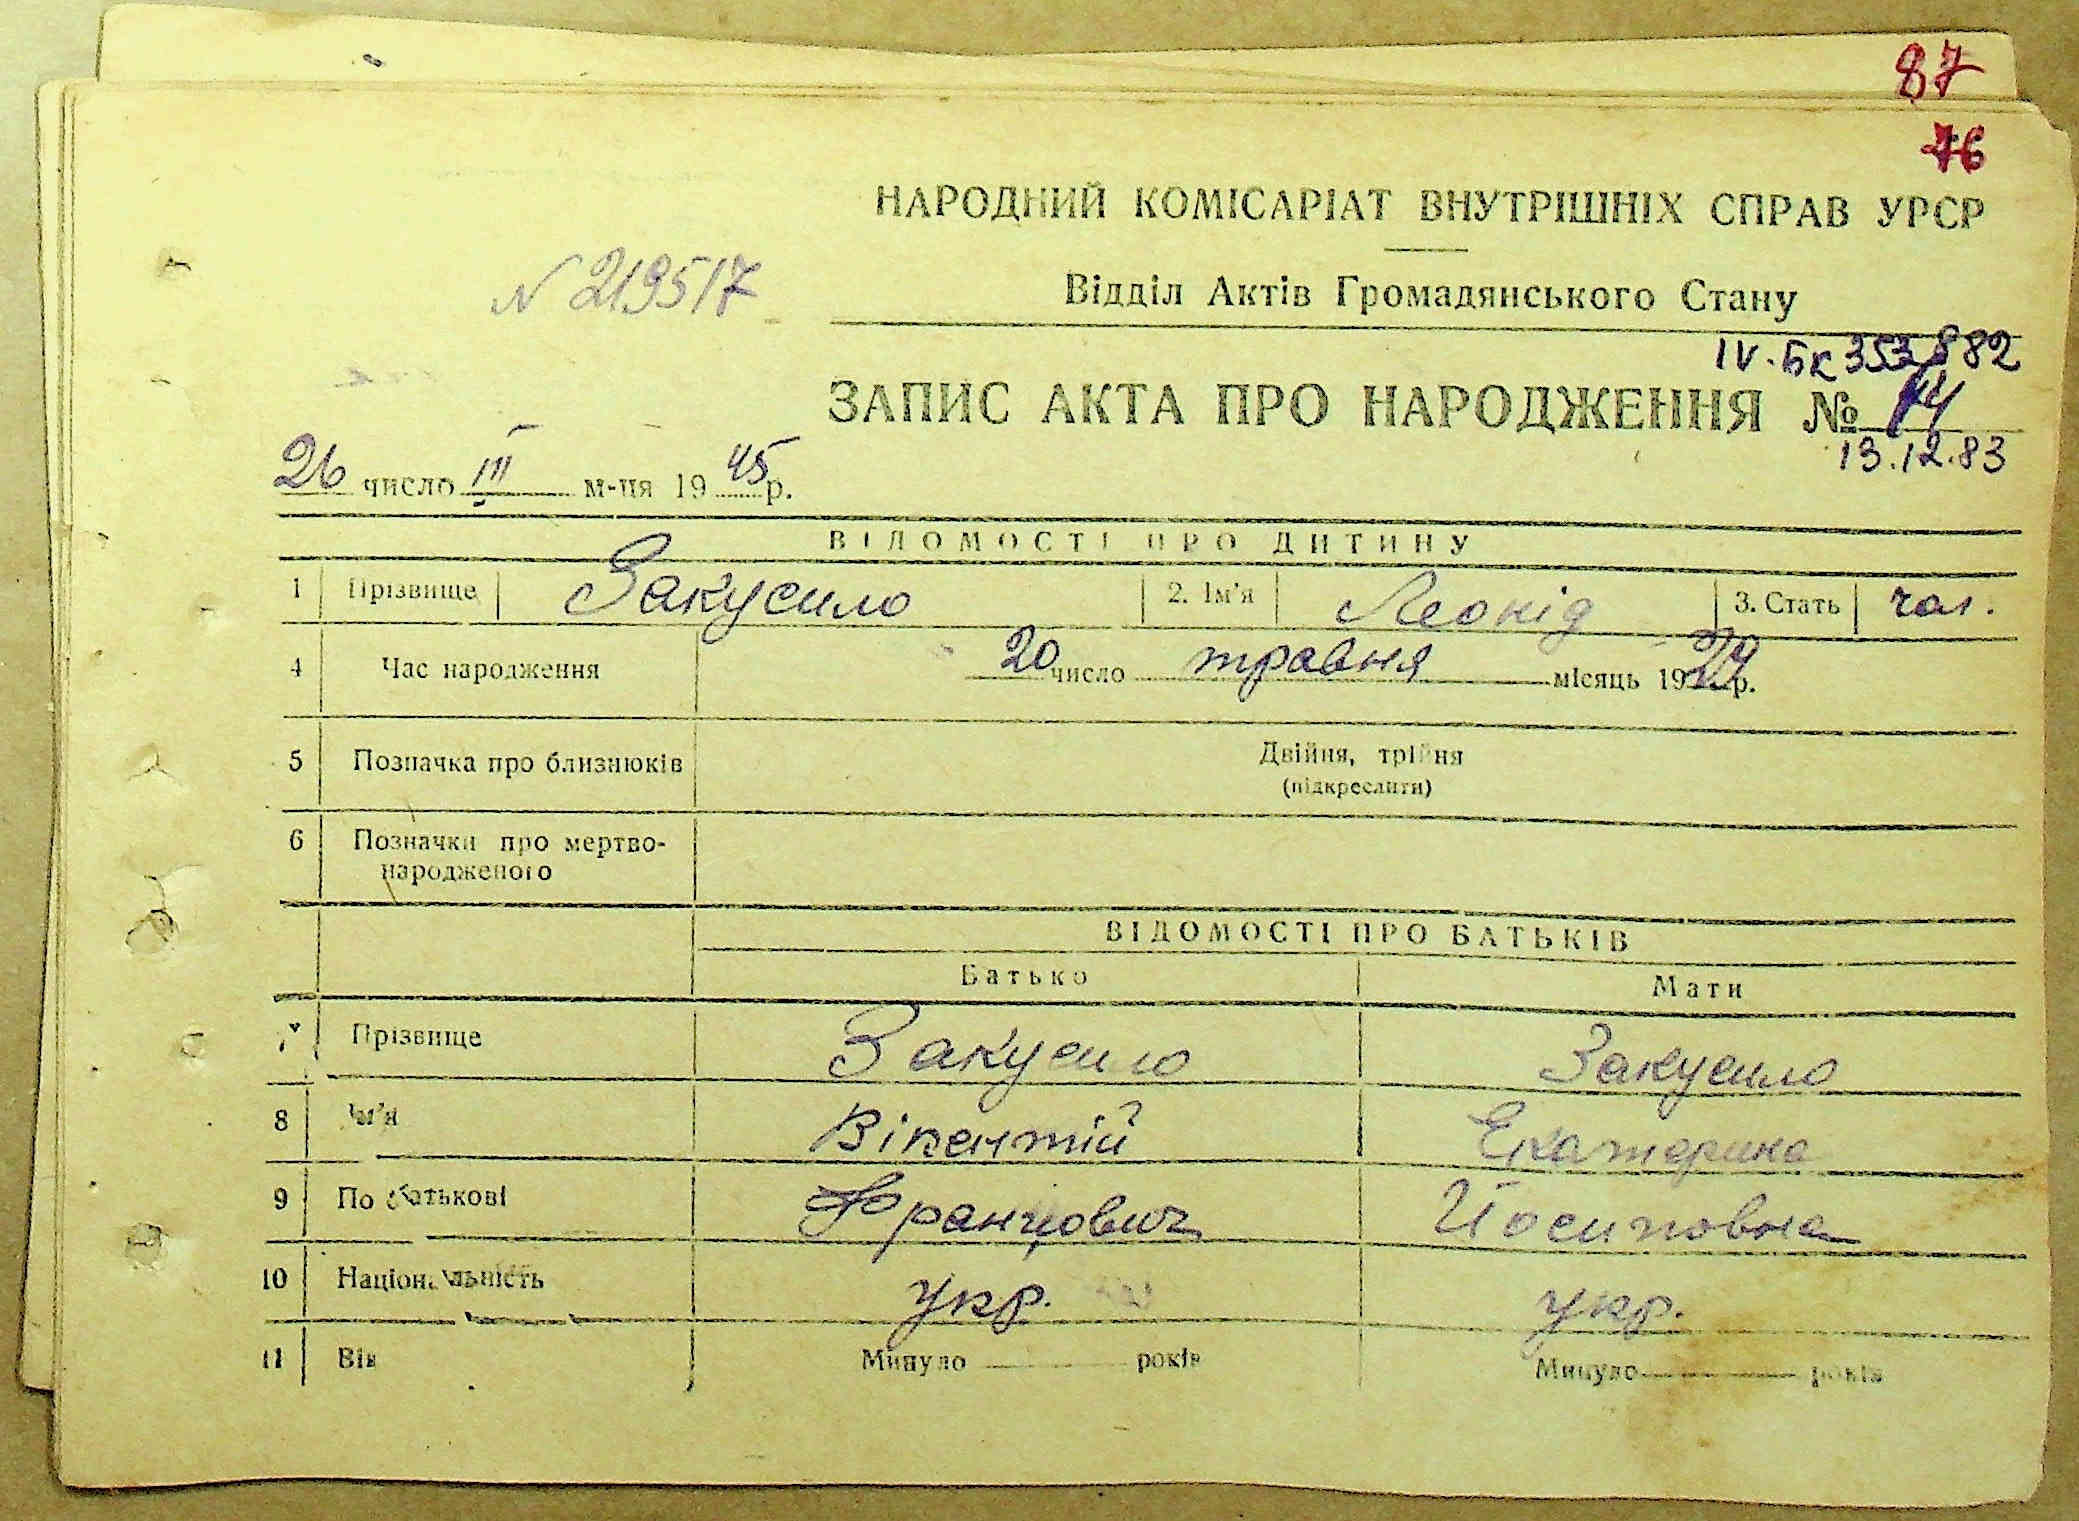 87
76
НАРОДНИЙ КОМІСАРІАТ ВНУТРІШНІХ СПРАВ УРСР
N 219517
Відділ Актів Громадянського Стану
IV-БК 353882
ЗАПИС АКТА ПРО НАРОДЖЕННЯ № 14
13.12.83
26 число III м-ця 1945 р.
ВІДОМОСТІ ПРО ДИТИНУ
1 Прізвище Закусило 2. Ім'я Леонід 3. Стать чол.
4 Час народження 20 число травня місяць 1929 р.
5 Позначка про близнюків Двійня, трійня
(підкреслити)
6 Позначки про мертво-
народженого
ВІДОМОСТІ ПРО БАТЬКІВ
Батько Мати
7 Прізвище Закусило Закусило
8 Ім'я Вікентій Екатерина
9 По батькові Францович Йосиповна
10 Національність укр. укр.
11 Вік Минуло років Минуло років